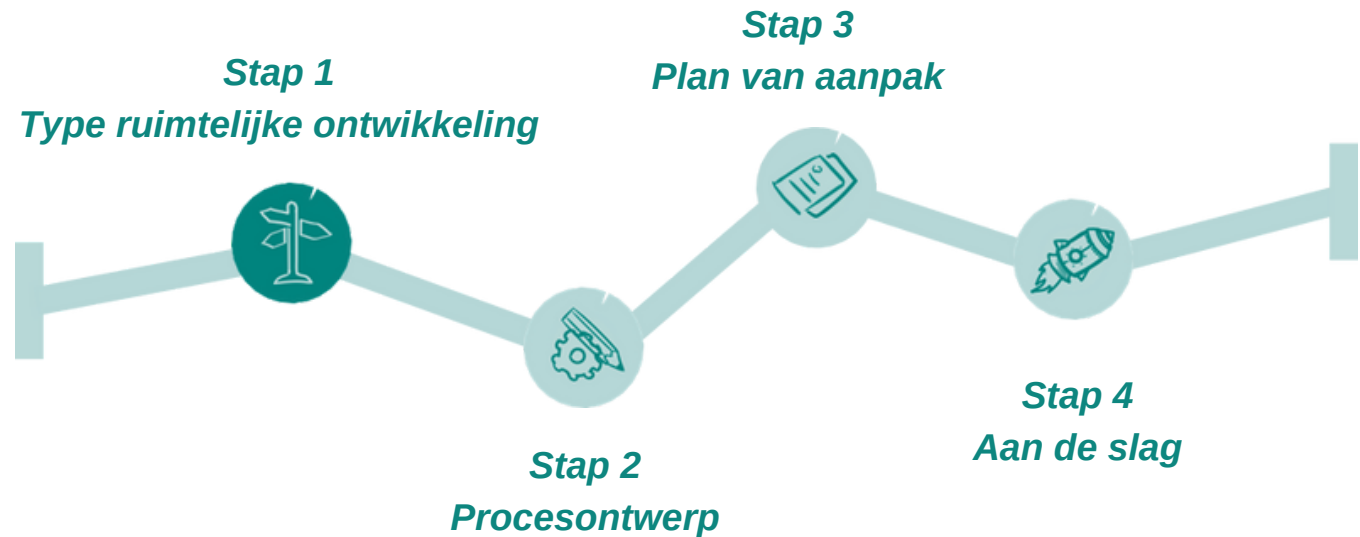 Stap 1
Type ruimtelijke ontwikkeling
Stap 2
Procesontwerp
Stap 3
Plan van aanpak
Stap 4
Aan de slag